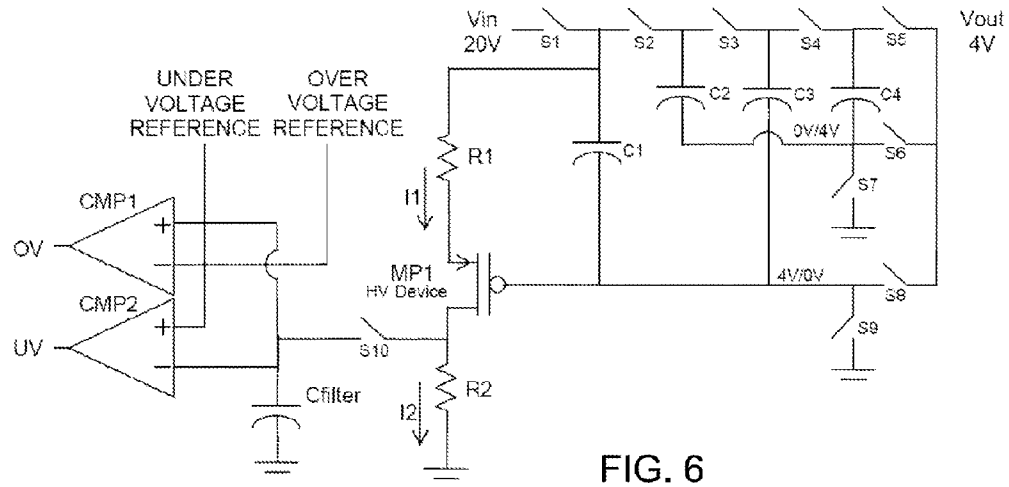 Vin
20V
S1
S2
S3
S4
S5
Vout
4V
UNDER
VOLTAGE
REFERENCE
OVER
VOLTAGE
REFERENCE
C2
C3
C4
0V/4V
S6
R1
C1
I1
S7
CMP1
+
OV
−
MP1
HV Device
4V/0V
S8
CMP2
+
UV
−
S10
S9
Cfilter
R2
I2
FIG. 6